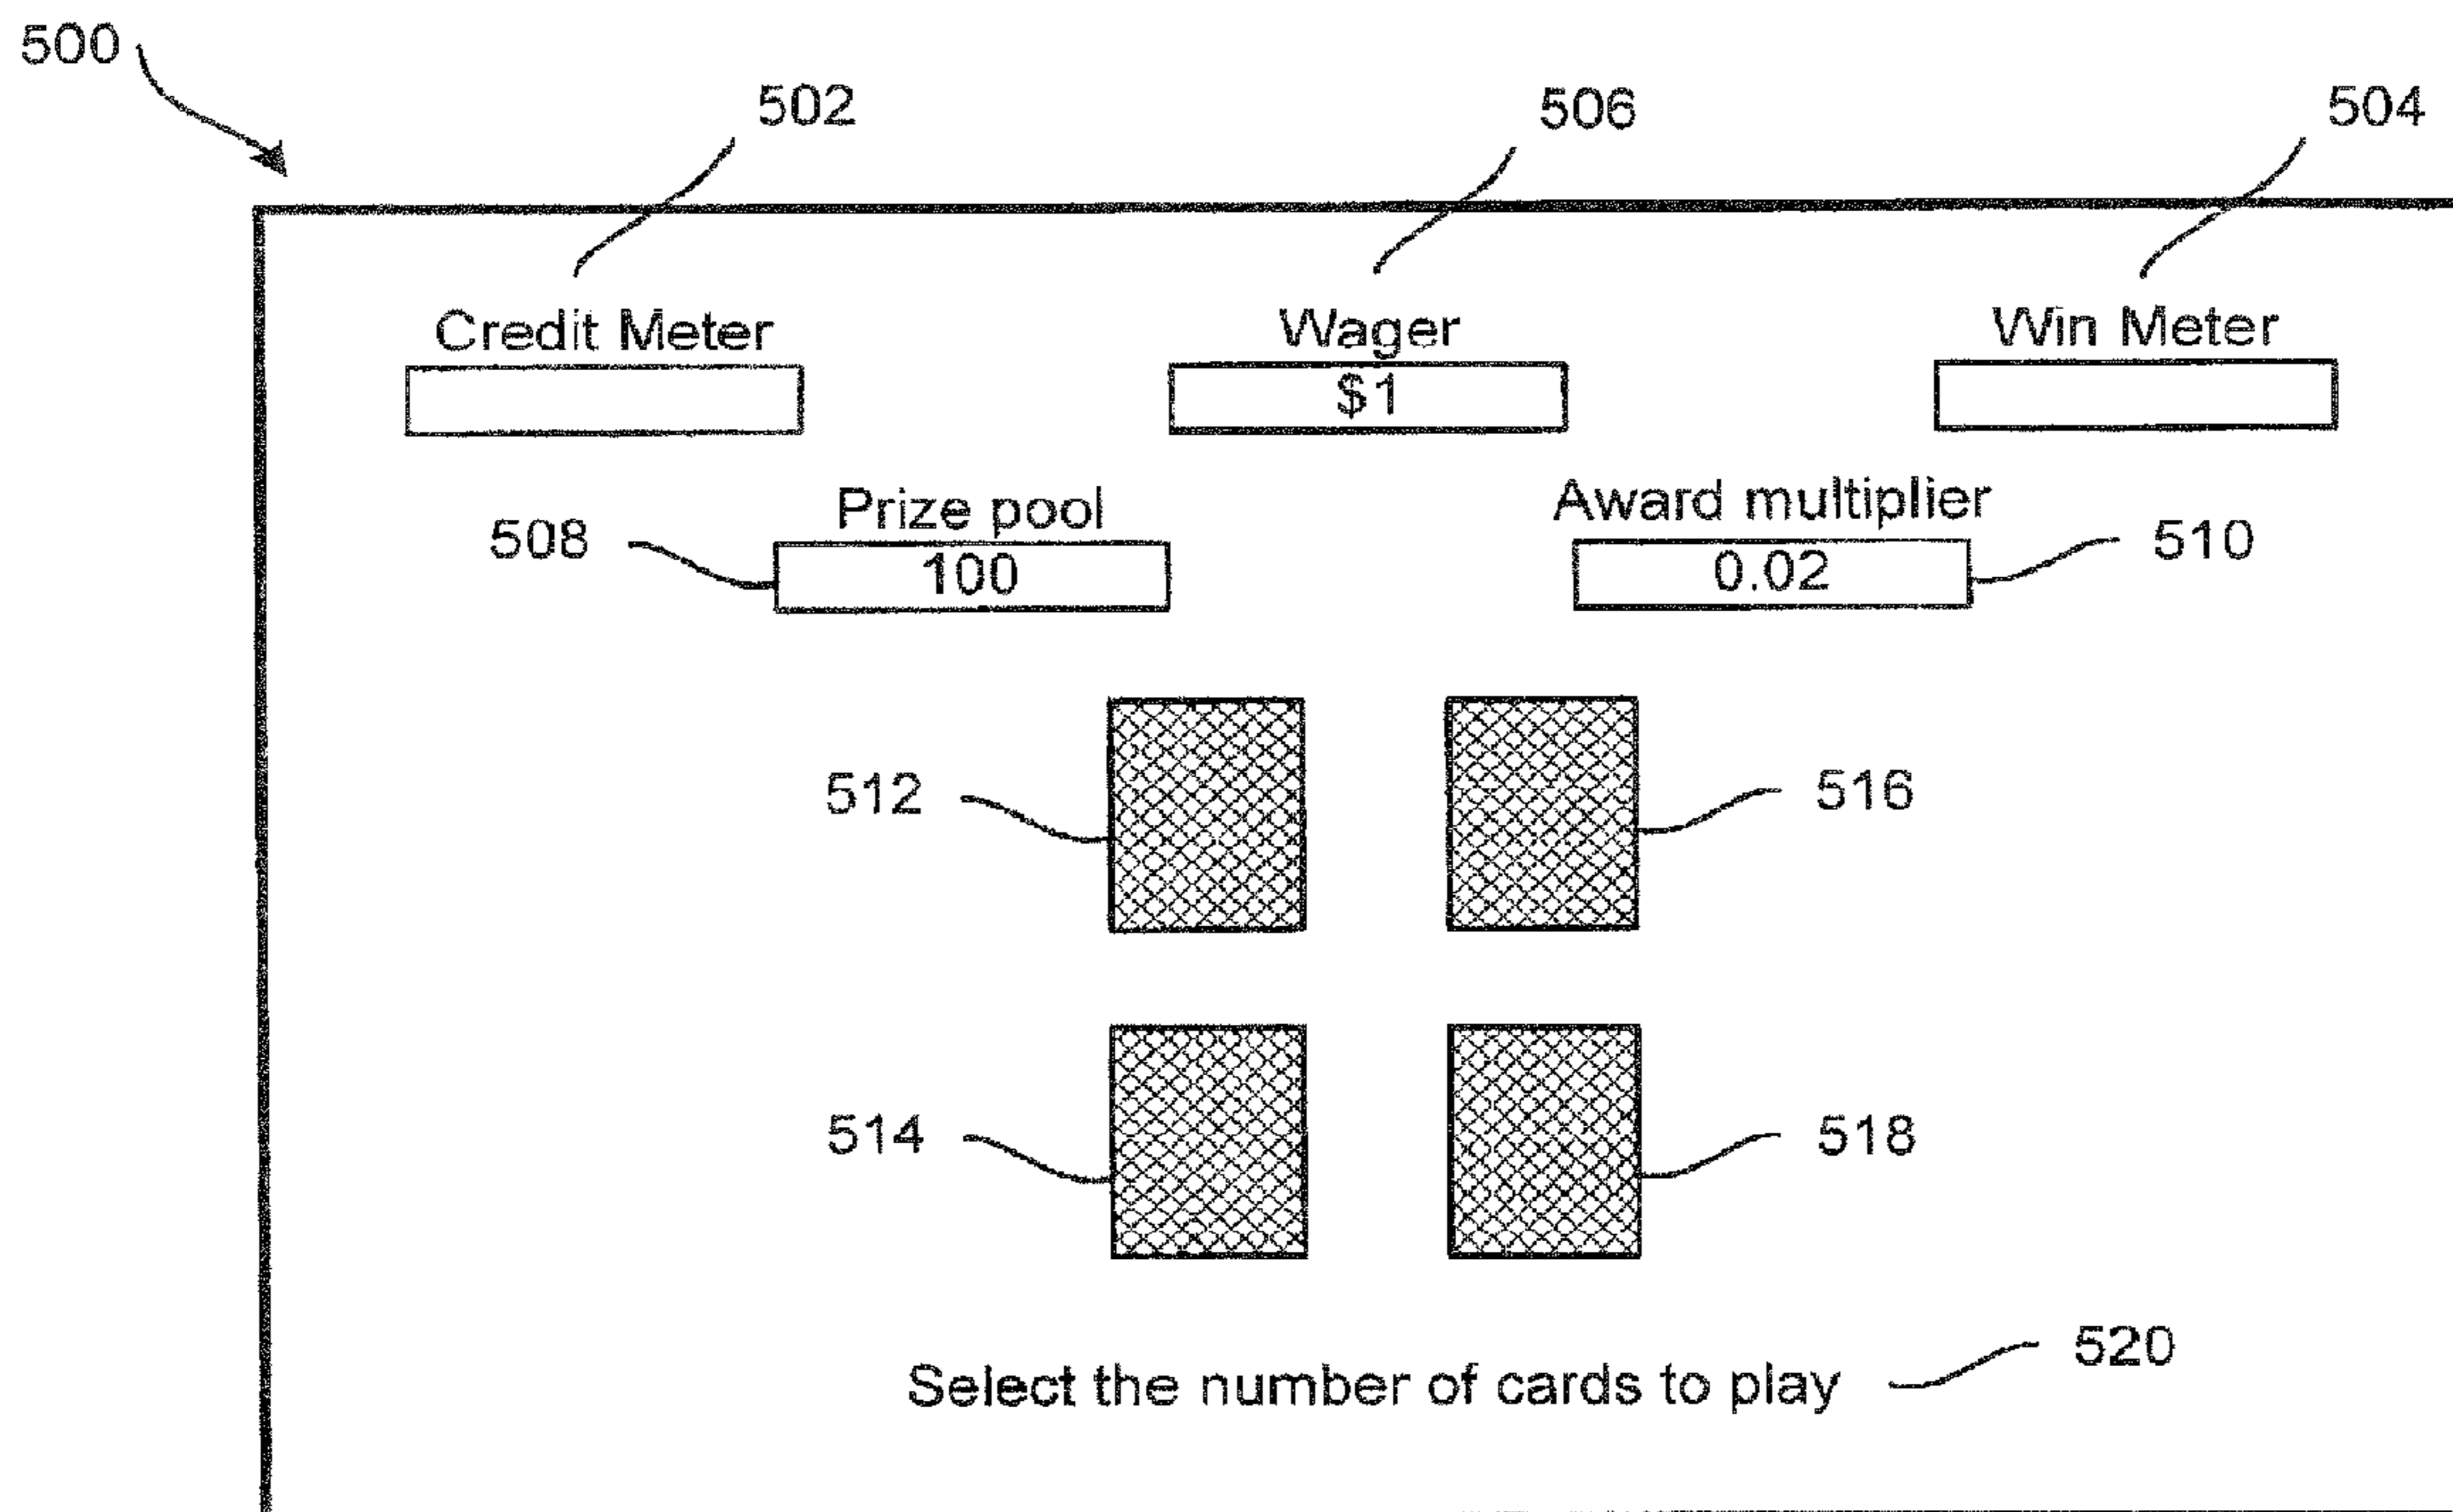 500
502
506
504
Credit Meter
Wager
Win Meter
$1
Prize pool
Award multiplier
508
100
0.02
510
512
516
514
518
520
Select the number of cards to play